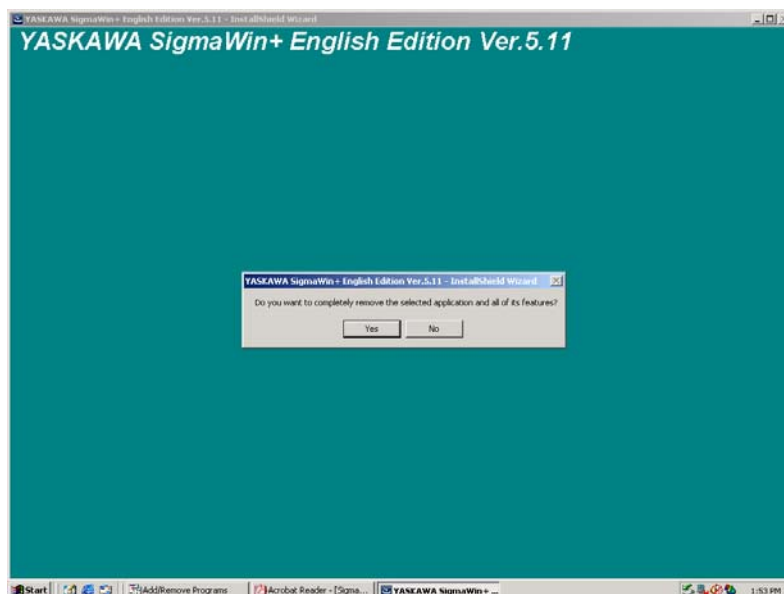 YASKAWA SigmaWin+ English Edition Ver.5.11 - InstallShield Wizard
YASKAWA SigmaWin+ English Edition Ver.5.11
YASKAWA SigmaWin+ English Edition Ver.5.11 - InstallShield Wizard
Do you want to completely remove the selected application and all of its features?
Yes No
Start Add/Remove Programs Acrobat Reader - [Sigma... YASKAWA SigmaWin+ ... 1:53 PM